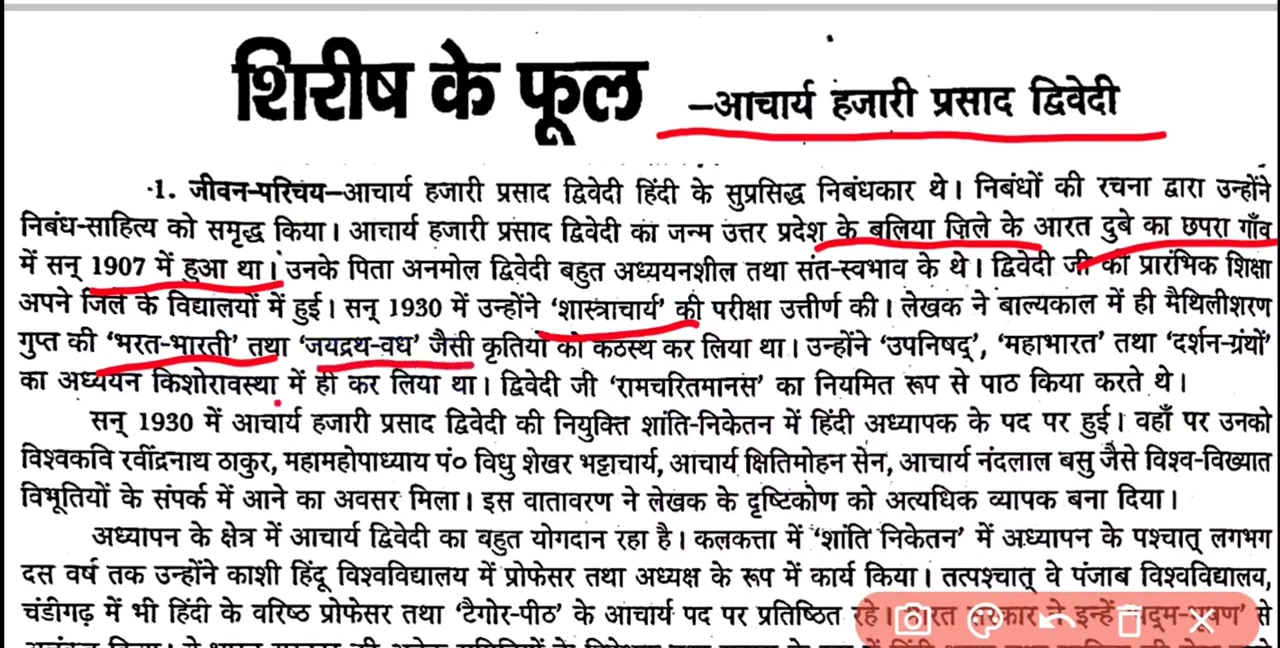 शिरीष के फूल
–आचार्य हजारी प्रसाद द्विवेदी
1. जीवन-परिचय–आचार्य हजारी प्रसाद द्विवेदी हिंदी के सुप्रसिद्ध निबंधकार थे। निबंधों की रचना द्वारा उन्होंने
निबंध-साहित्य को समृद्ध किया। आचार्य हजारी प्रसाद द्विवेदी का जन्म उत्तर प्रदेश के बलिया ज़िले के आरत दुबे का छपरा गाँव
में सन् 1907 में हुआ था। उनके पिता अनमोल द्विवेदी बहुत अध्ययनशील तथा संत-स्वभाव के थे। द्विवेदी जी की प्रारंभिक शिक्षा
अपने जिले के विद्यालयों में हुई। सन् 1930 में उन्होंने ‘शास्त्राचार्य’ की परीक्षा उत्तीर्ण की। लेखक ने बाल्यकाल में ही मैथिलीशरण
गुप्त की ‘भरत-भारती’ तथा ‘जयद्रथ-वध’ जैसी कृतियों को कंठस्थ कर लिया था। उन्होंने ‘उपनिषद्’, ‘महाभारत’ तथा ‘दर्शन-ग्रंथों’
का अध्ययन किशोरावस्था में ही कर लिया था। द्विवेदी जी ‘रामचरितमानस’ का नियमित रूप से पाठ किया करते थे।
सन् 1930 में आचार्य हजारी प्रसाद द्विवेदी की नियुक्ति शांति-निकेतन में हिंदी अध्यापक के पद पर हुई। वहाँ पर उनको
विश्वकवि रवींद्रनाथ ठाकुर, महामहोपाध्याय पं० विधु शेखर भट्टाचार्य, आचार्य क्षितिमोहन सेन, आचार्य नंदलाल बसु जैसे विश्व-विख्यात
विभूतियों के संपर्क में आने का अवसर मिला। इस वातावरण ने लेखक के दृष्टिकोण को अत्यधिक व्यापक बना दिया।
अध्यापन के क्षेत्र में आचार्य द्विवेदी का बहुत योगदान रहा है। कलकत्ता में ‘शांति निकेतन’ में अध्यापन के पश्चात् लगभग
दस वर्ष तक उन्होंने काशी हिंदू विश्वविद्यालय में प्रोफेसर तथा अध्यक्ष के रूप में कार्य किया। तत्पश्चात् वे पंजाब विश्वविद्यालय,
चंडीगढ़ में भी हिंदी के वरिष्ठ प्रोफेसर तथा ‘टैगोर-पीठ’ के आचार्य पद पर प्रतिष्ठित रहे। भारत सरकार ने इन्हें ‘पद्म-भूषण’ से